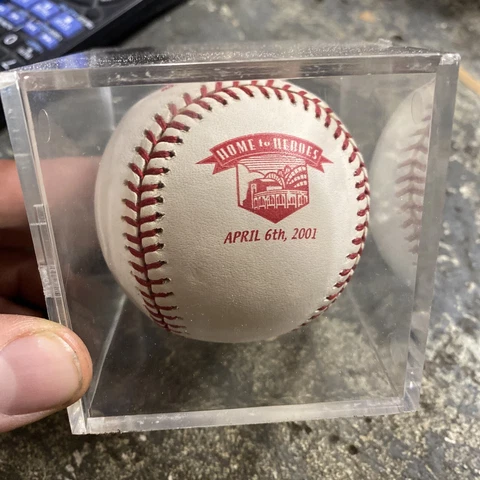 HOME to HEROES
APRIL 6th, 2001